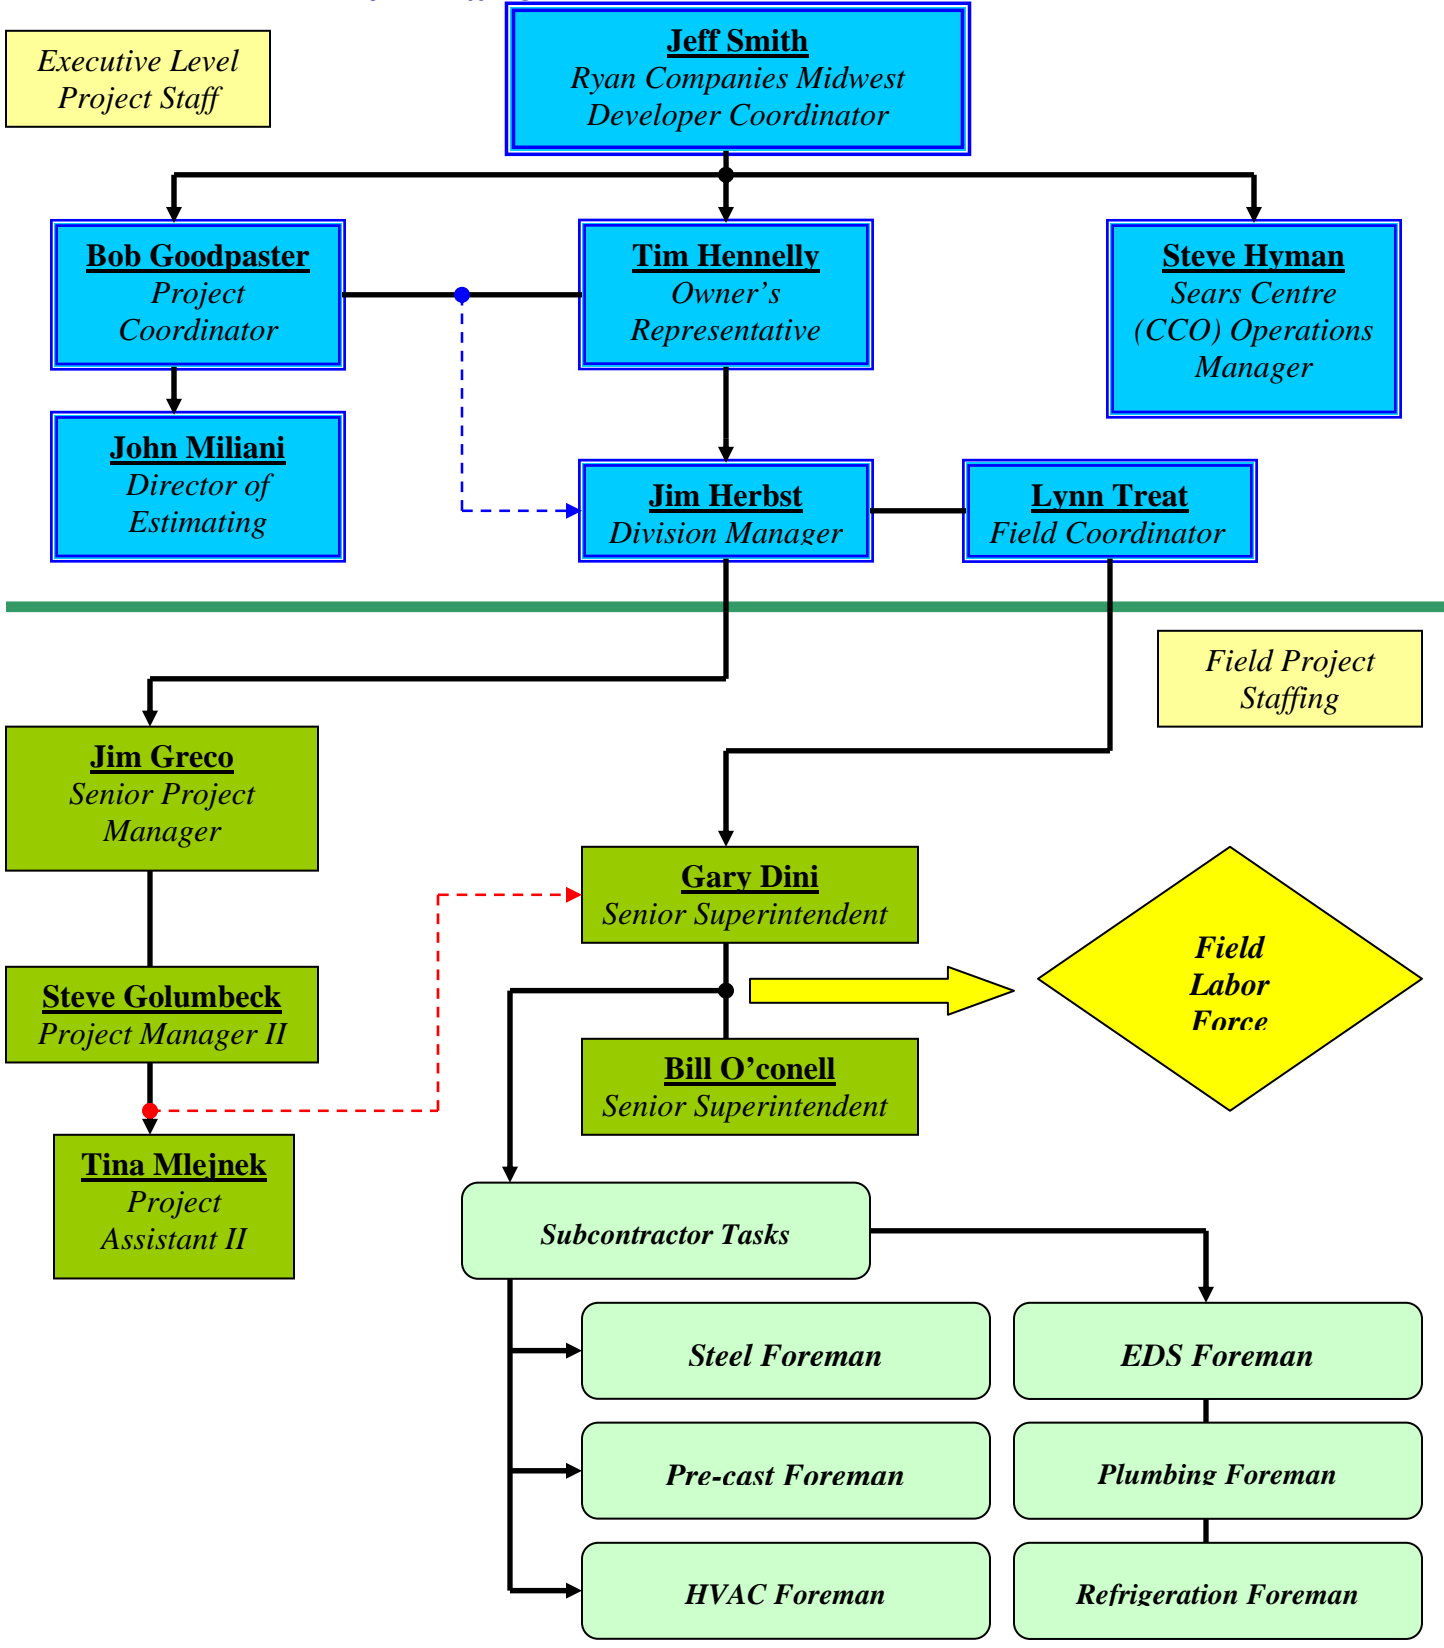 Executive Level
Project Staff
Jeff Smith
Ryan Companies Midwest
Developer Coordinator
Bob Goodpaster
Project
Coordinator
Tim Hennelly
Owner's
Representative
Steve Hyman
Sears Centre
(CCO) Operations
Manager
John Miliani
Director of
Estimating
Jim Herbst
Division Manager
Lynn Treat
Field Coordinator
Field Project
Staffing
Jim Greco
Senior Project
Manager
Gary Dini
Senior Superintendent
Field
Labor
Force
Steve Golumbeck
Project Manager II
Bill O’conell
Senior Superintendent
Tina Mlejnek
Project
Assistant II
Subcontractor Tasks
Steel Foreman
EDS Foreman
Pre-cast Foreman
Plumbing Foreman
HVAC Foreman
Refrigeration Foreman